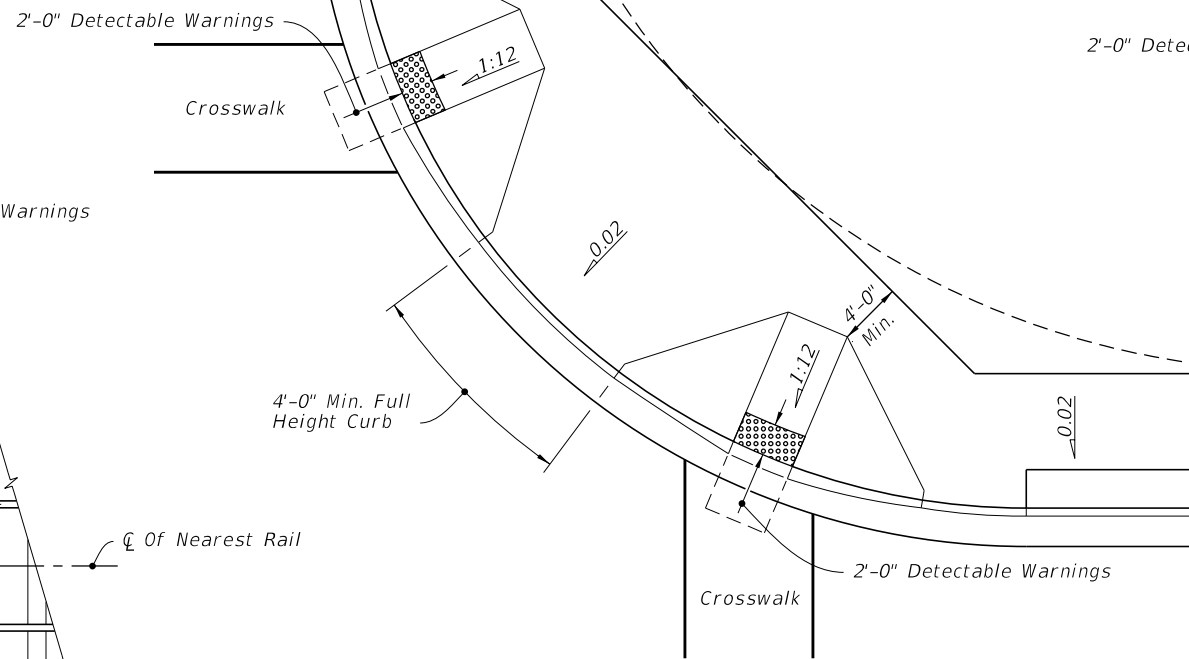 2'-0" Detectable Warnings
2'-0" Dete
1:12
Crosswalk
Warnings
0.02
4'-0"
Min.
1:12
4'-0" Min. Full
Height Curb
0.02
℄ Of Nearest Rail
2'-0" Detectable Warnings
Crosswalk